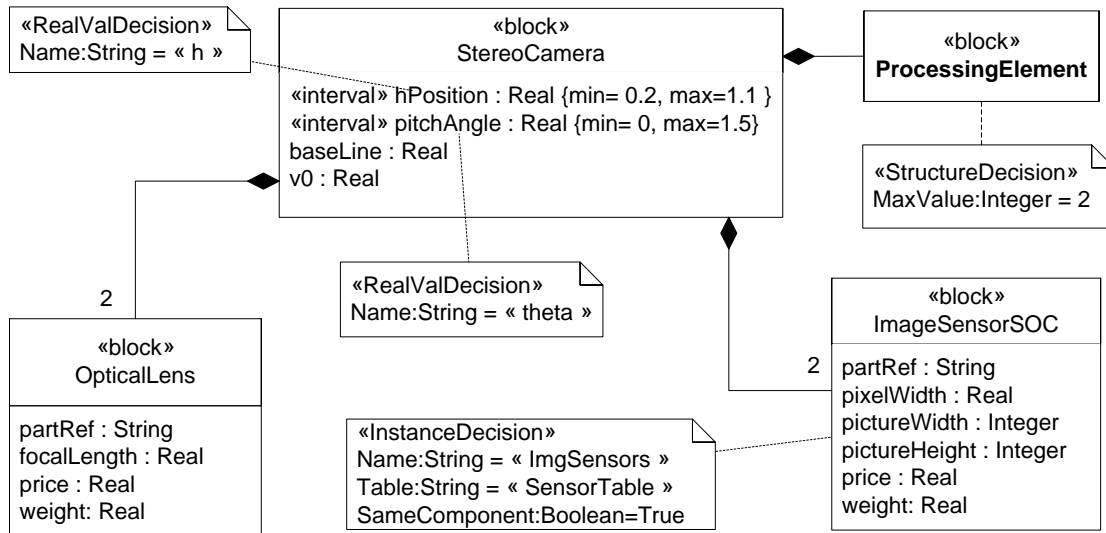 «RealValDecision»
Name:String = « h »
«block»
StereoCamera
«interval» hPosition : Real {min= 0.2, max=1.1 }
«interval» pitchAngle : Real {min= 0, max=1.5}
baseLine : Real
v0 : Real
«block»
ProcessingElement
«StructureDecision»
MaxValue:Integer = 2
«RealValDecision»
Name:String = « theta »
2
«block»
OpticalLens
partRef : String
focalLength : Real
price : Real
weight: Real
«InstanceDecision»
Name:String = « ImgSensors »
Table:String = « SensorTable »
SameComponent:Boolean=True
2
«block»
ImageSensorSOC
partRef : String
pixelWidth : Real
pictureWidth : Integer
pictureHeight : Integer
price : Real
weight : Real